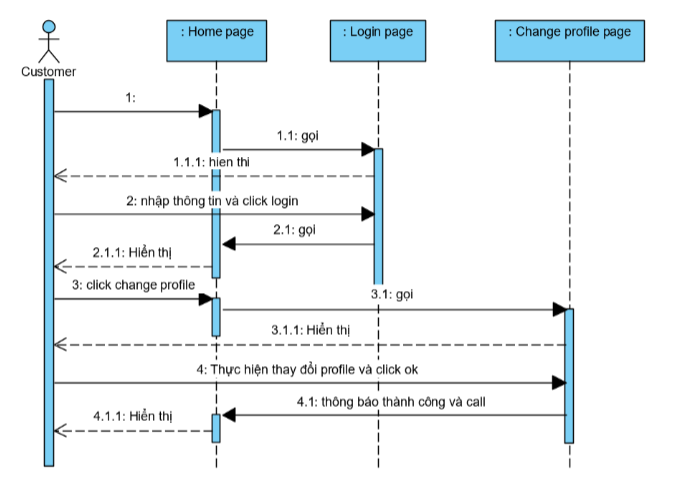 : Home page
: Login page
: Change profile page
Customer
1:
1.1: gọi
1.1.1: hien thi
2: nhập thông tin và click login
2.1: gọi
2.1.1: Hiển thị
3: click change profile
3.1: gọi
3.1.1: Hiển thị
4: Thực hiện thay đổi profile và click ok
4.1: thông báo thành công và call
4.1.1: Hiển thị